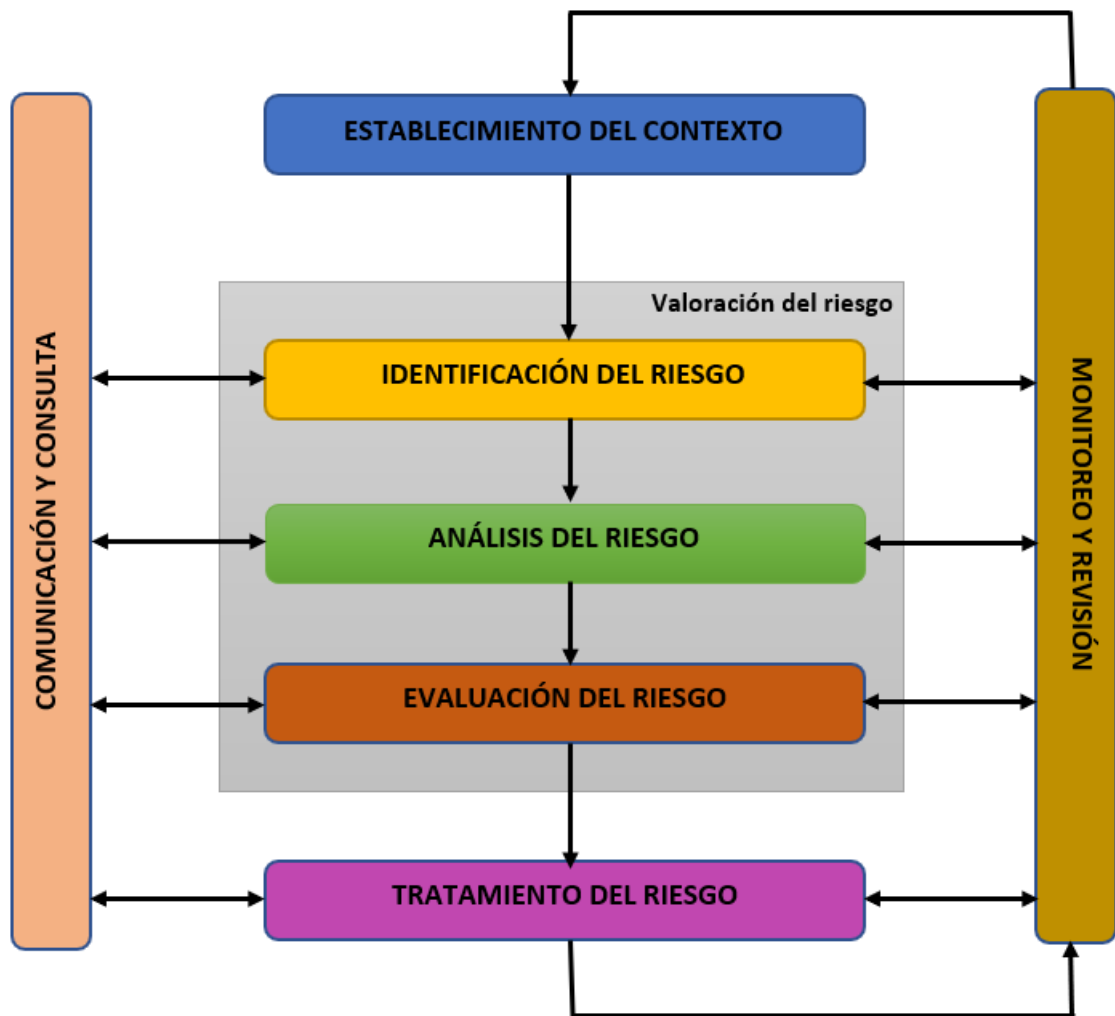 ESTABLECIMIENTO DEL CONTEXTO
Valoración del riesgo
IDENTIFICACIÓN DEL RIESGO
ANÁLISIS DEL RIESGO
EVALUACIÓN DEL RIESGO
TRATAMIENTO DEL RIESGO
COMUNICACIÓN Y CONSULTA
MONITOREO Y REVISIÓN